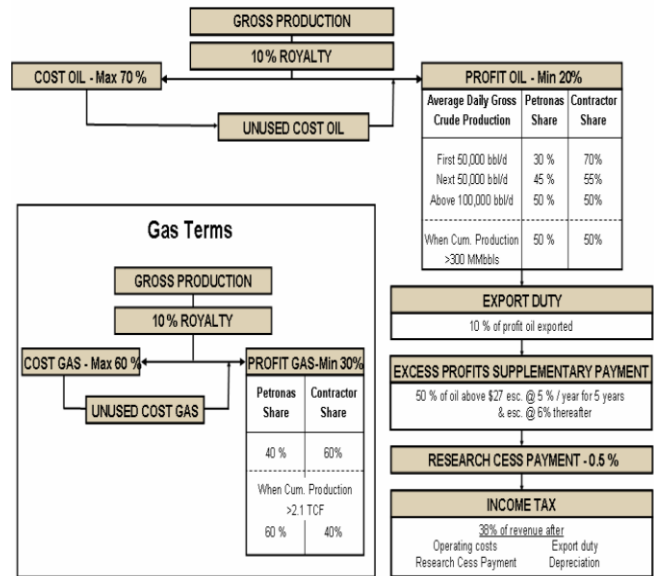 GROSS PRODUCTION
10 % ROYALTY
COST OIL - Max 70 %
UNUSED COST OIL
PROFIT OIL - Min 20%
Average Daily Gross Petronas Contractor
Crude Production Share Share
First 50,000 bbl/d 30 % 70%
Next 50,000 bbl/d 45 % 55%
Above 100,000 bbl/d 50 % 50%
When Cum. Production 50 % 50%
>300 MMbbls
EXPORT DUTY
10 % of profit oil exported
EXCESS PROFITS SUPPLEMENTARY PAYMENT
50 % of oil above $27 esc. @ 5 % / year for 5 years
& esc. @ 6% thereafter
RESEARCH CESS PAYMENT - 0.5 %
INCOME TAX
38% of revenue after
Operating costs Export duty
Research Cess Payment Depreciation
Gas Terms
GROSS PRODUCTION
10 % ROYALTY
COST GAS - Max 60 %
UNUSED COST GAS
PROFIT GAS-Min 30%
Petronas Contractor
Share Share
40 % 60%
When Cum. Production
>2.1 TCF
60 % 40%